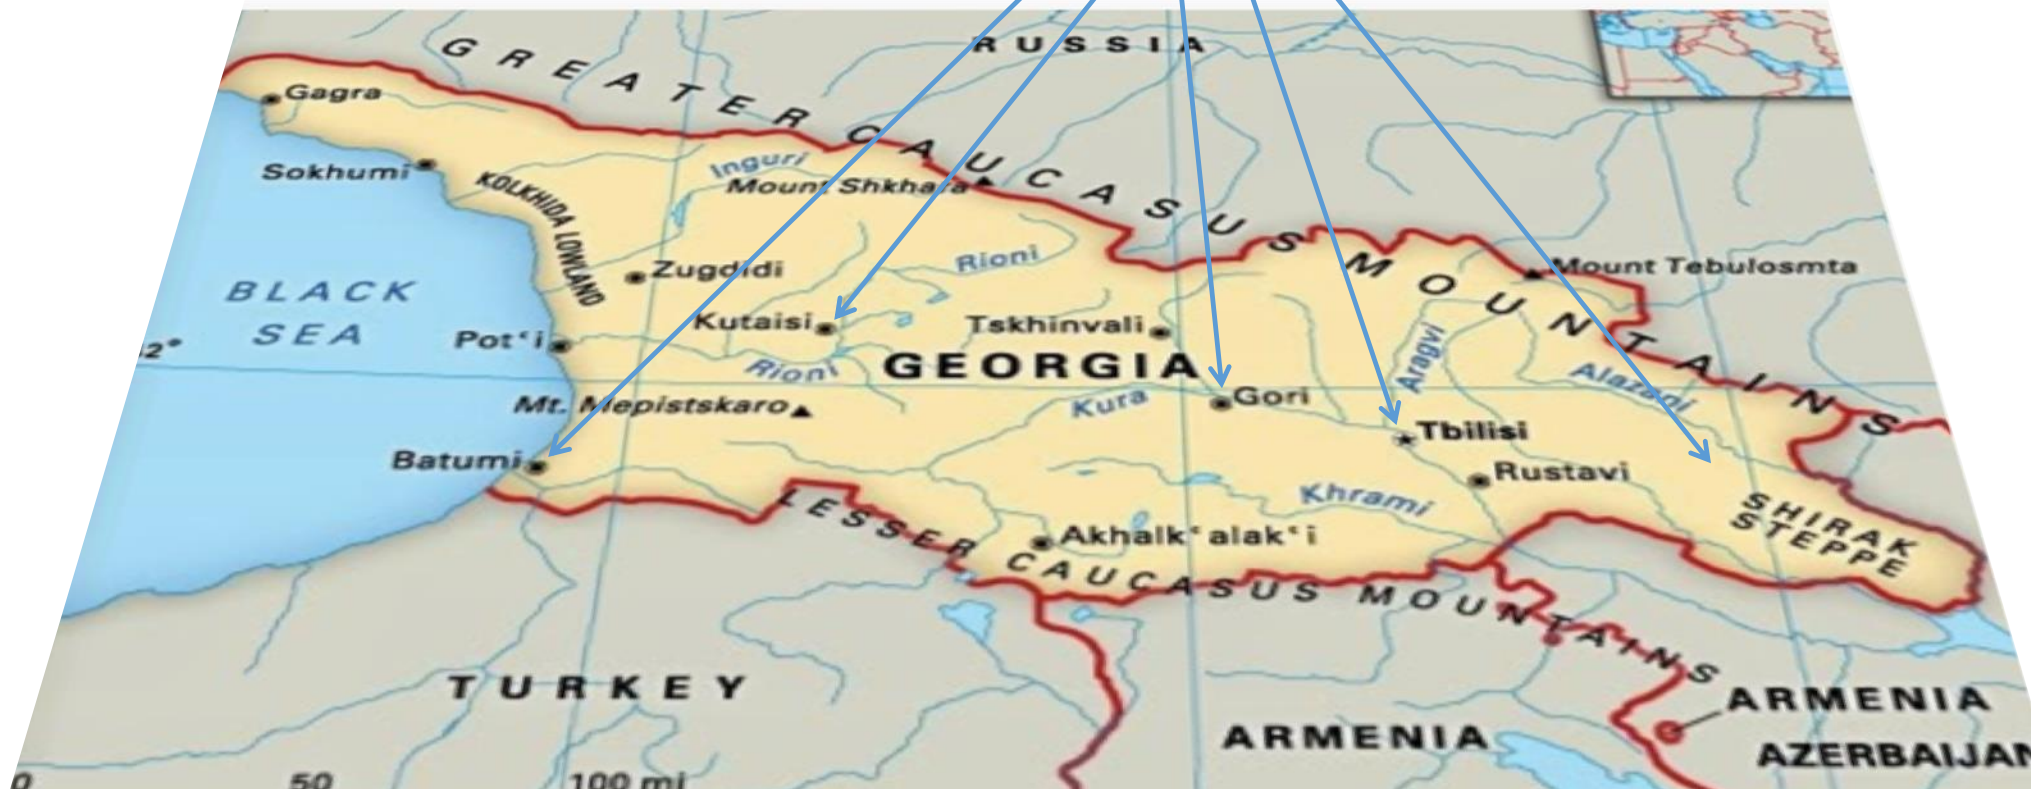 RUSSIA
GREATER CAUCASUS MOUNTAINS
Gagra
Sokhumi
KOLKHIDA LOWLAND
Inguri
Mount Shkhara
Rioni
Zugdidi
Mount Tebulosmta
BLACK
SEA
Kutaisi
Tskhinvali
Pot‘i
2°
GEORGIA
Rioni
Aragvi
Alazani
Mt. Mepistskaro
Kura
Gori
Tbilisi
Batumi
Rustavi
Khrami
SHIRAK
STEPPE
Akhalk‘alak‘i
LESSER CAUCASUS MOUNTAINS
TURKEY
ARMENIA
ARMENIA
AZERBAIJAN
0 50 100 mi